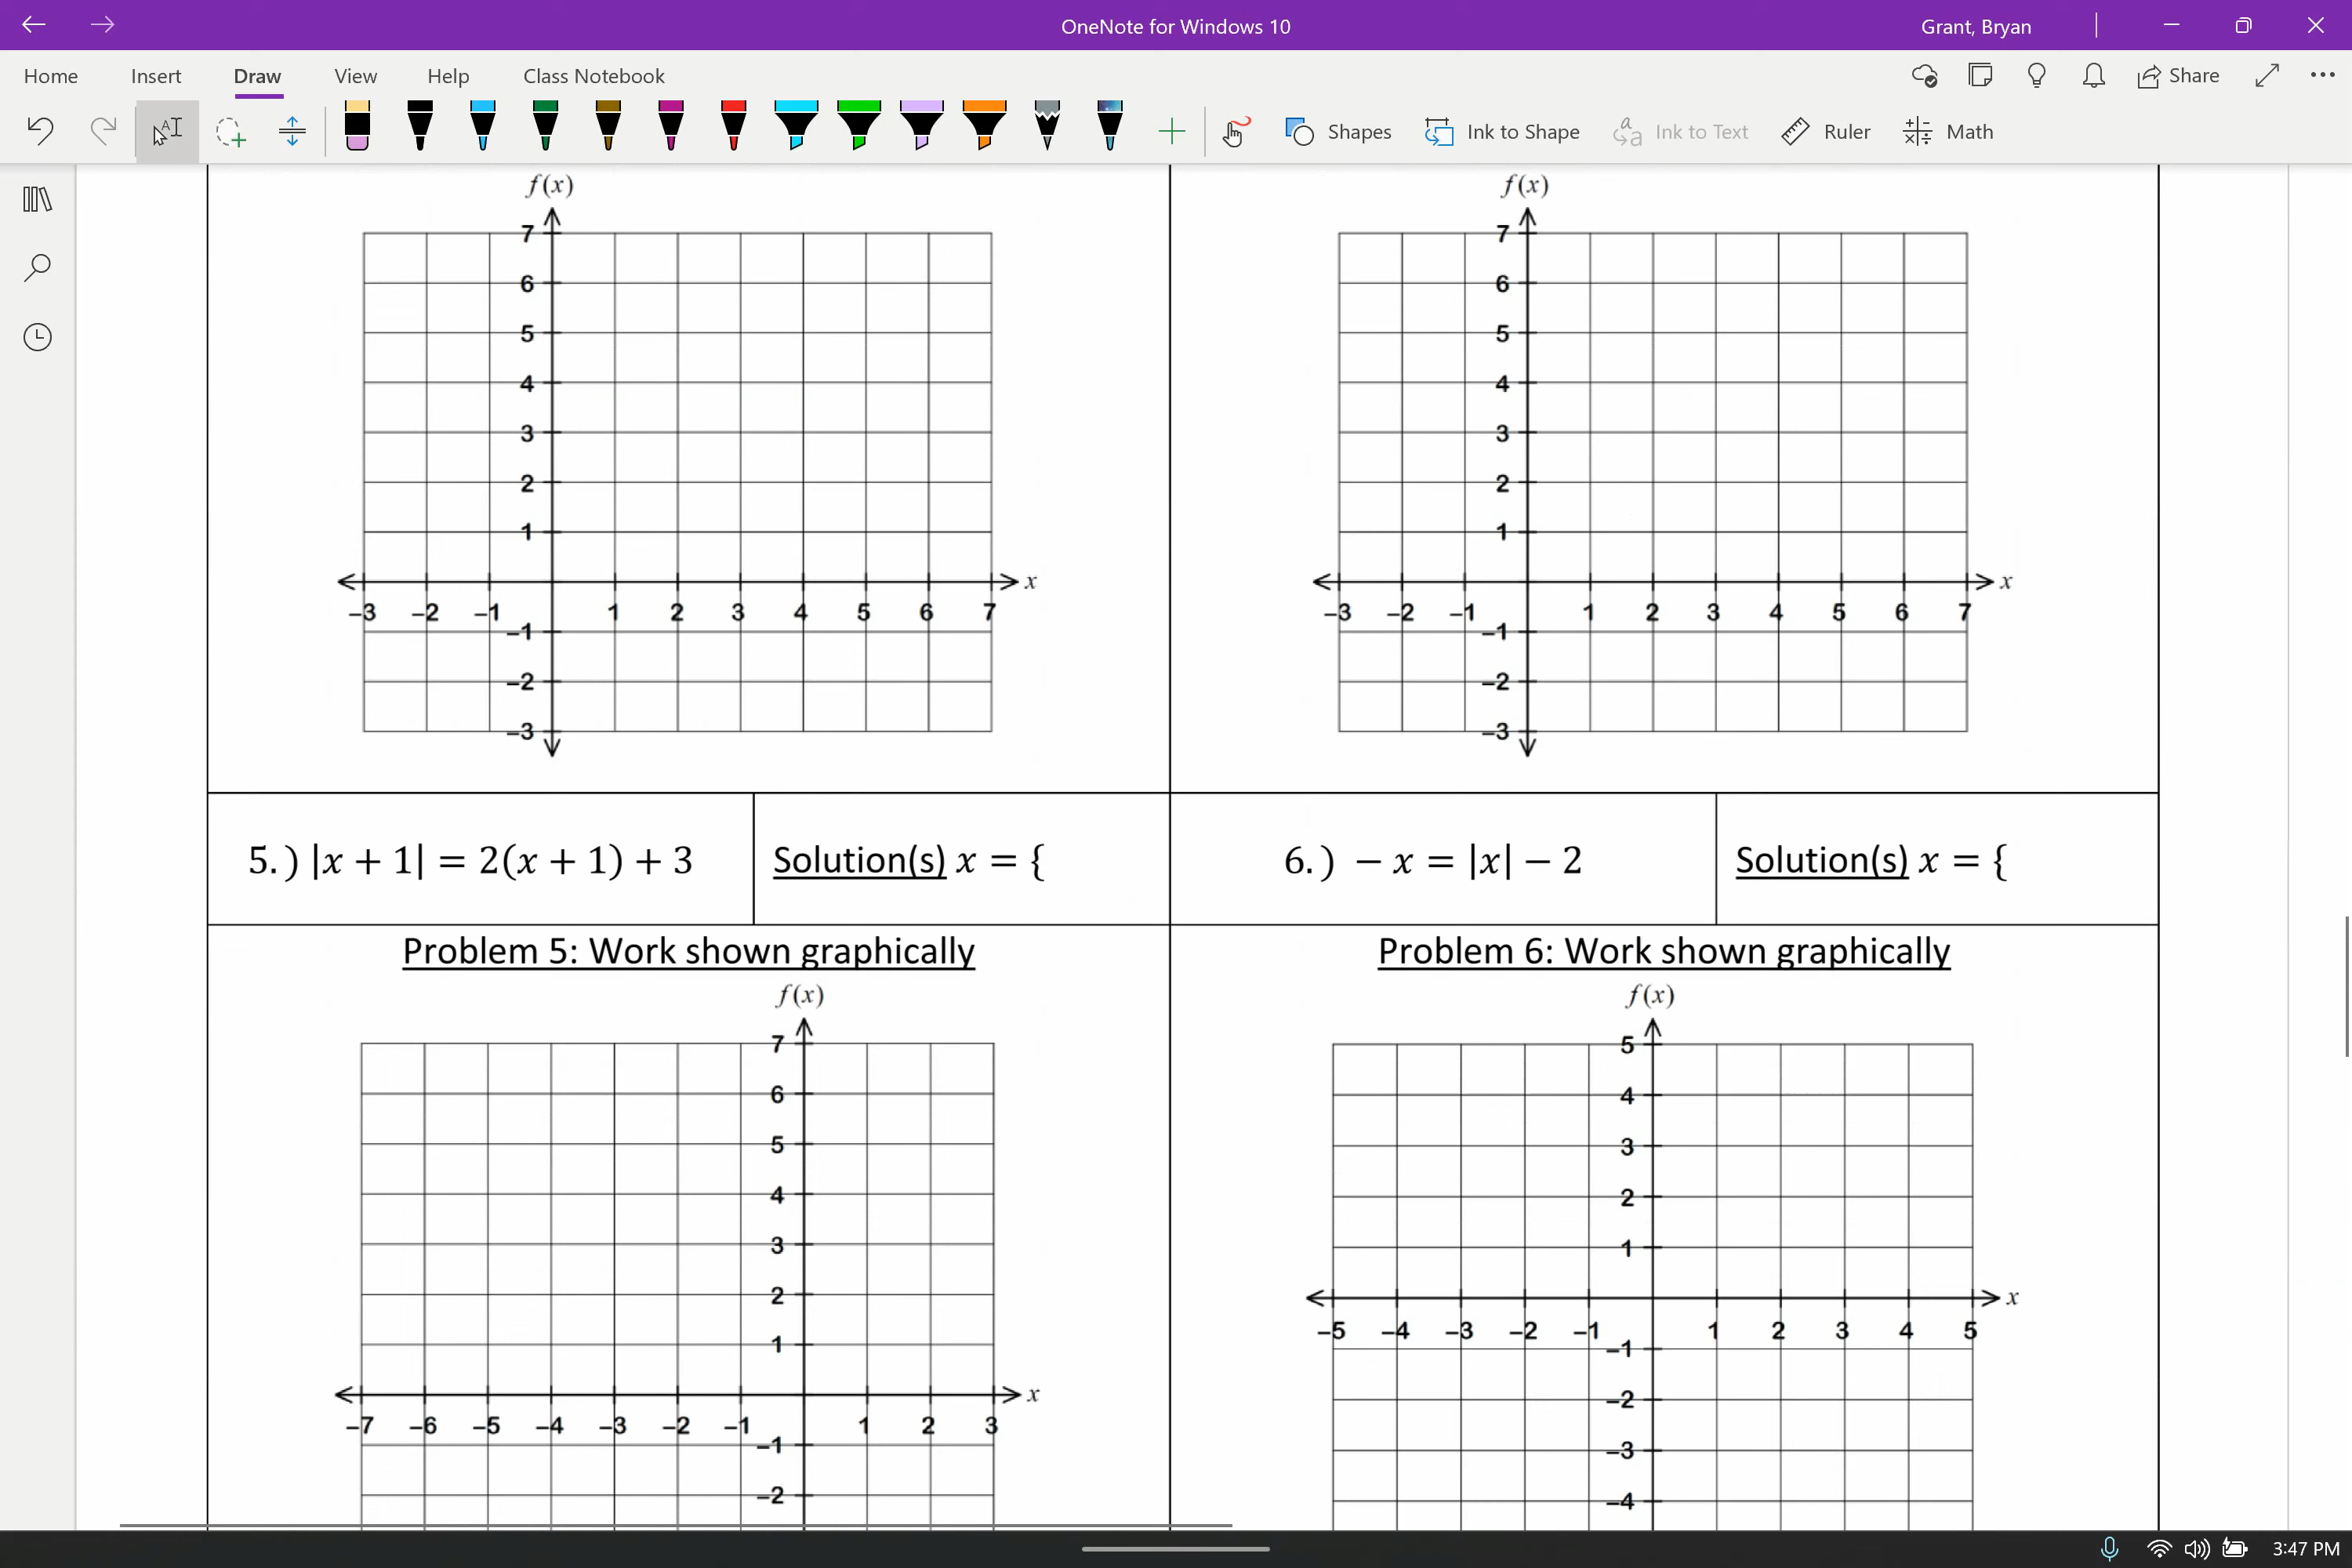 OneNote for Windows 10
Grant, Bryan
Home Insert Draw View Help Class Notebook
Share
Shapes Ink to Shape Ink to Text Ruler Math
f(x)
7
6
5
4
3
2
1
x
–3 –2 –1 1 2 3 4 5 6 7
–1
–2
–3
f(x)
7
6
5
4
3
2
1
x
–3 –2 –1 1 2 3 4 5 6 7
–1
–2
–3
5.) |x + 1| = 2(x + 1) + 3
Solution(s) x = {
6.) − x = |x| − 2
Solution(s) x = {
Problem 5: Work shown graphically
f(x)
7
6
5
4
3
2
1
x
–7 –6 –5 –4 –3 –2 –1 1 2 3
–1
–2
Problem 6: Work shown graphically
f(x)
5
4
3
2
1
x
–5 –4 –3 –2 –1 1 2 3 4 5
–1
–2
–3
–4
3:47 PM